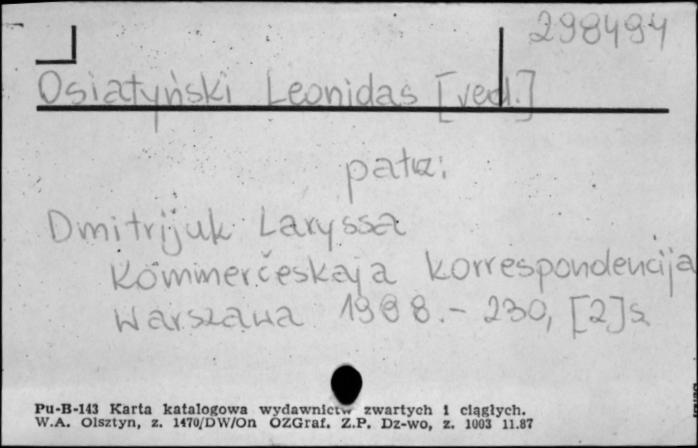 298494
Osiatyński Leonidas [red.]
patrz:
Dmitrijuk Laryssa
Kommerčeskaja korrespondencija
Warszawa 1988.- 230, [2]s
Pu-B-143 Karta katalogowa wydawnictw zwartych i ciągłych.
W.A. Olsztyn, z. 1470/DW/On OZGraf. Z.P. Dz-wo, z. 1003 11.87